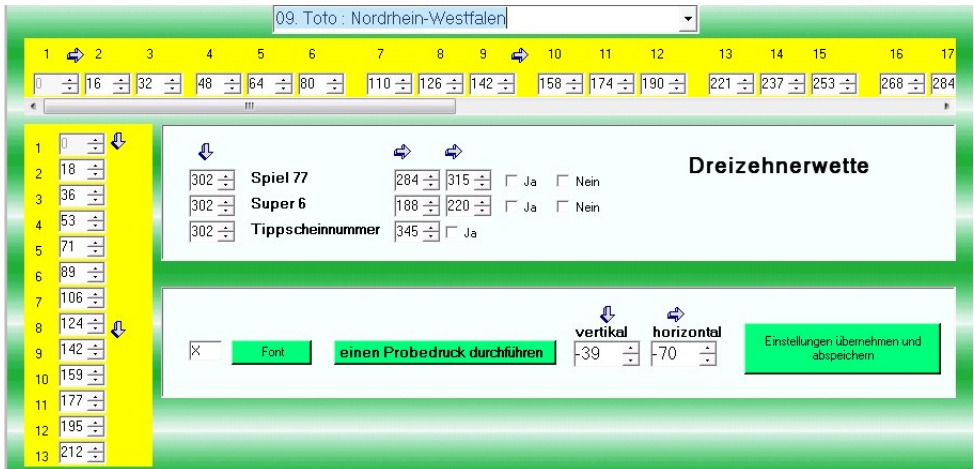 09. Toto : Nordrhein-Westfalen
1 2 3 4 5 6 7 8 9 10 11 12 13 14 15 16 17
0 16 32 48 64 80 110 126 142 158 174 190 221 237 253 268 284
1 0
2 18
3 36
4 53
5 71
6 89
7 106
8 124
9 142
10 159
11 177
12 195
13 212
Dreizehnerwette
302 Spiel 77 284 315 Ja Nein
302 Super 6 188 220 Ja Nein
302 Tippscheinnummer 345 Ja
vertikal horizontal
X Font einen Probedruck durchführen -39 -70 Einstellungen übernehmen und
abspeichern